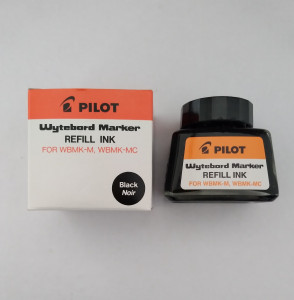 PILOT
Wytebord Marker
REFILL INK
FOR WBMK-M, WBMK-MC
Black
Noir
PILOT
Wytebord Marker
REFILL INK
FOR WBMK-M, WBMK-MC